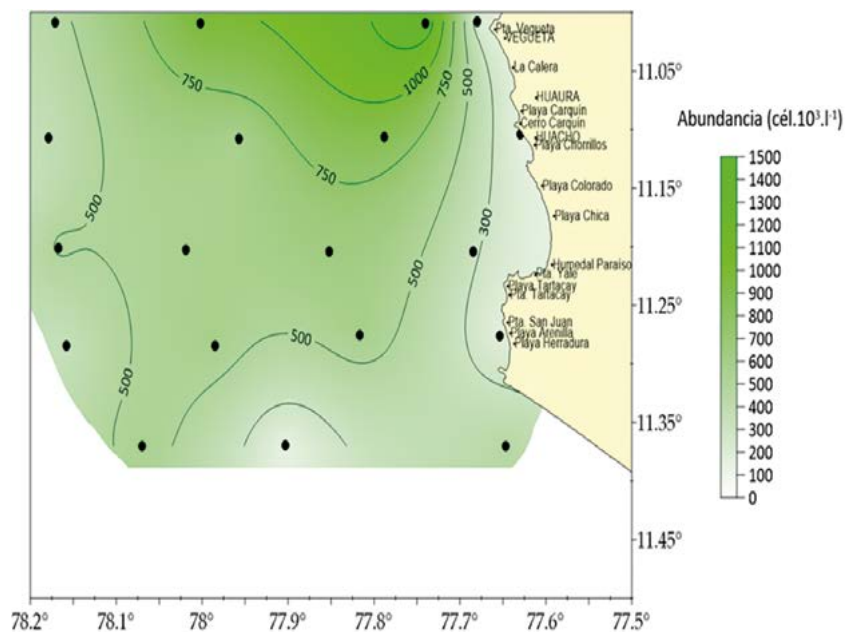 Pta. Vegueta
VEGUETA
La Calera
HUAURA
Playa Carquin
Cerro Carquin
HUACHO
Playa Chorrillos
Playa Colorado
Playa Chica
Humedal Paraiso
Pta. Yale
Playa Tartacay
Pta. Tartacay
Pta. San Juan
Playa Arenilla
Playa Herradura
750
1000
750
500
750
500
300
500
500
500
11.05°
11.15°
11.25°
11.35°
11.45°
78.2° 78.1° 78° 77.9° 77.8° 77.7° 77.6° 77.5°
Abundancia (cél.10³.l⁻¹)
1500
1400
1300
1200
1100
1000
900
800
700
600
500
400
300
200
100
0